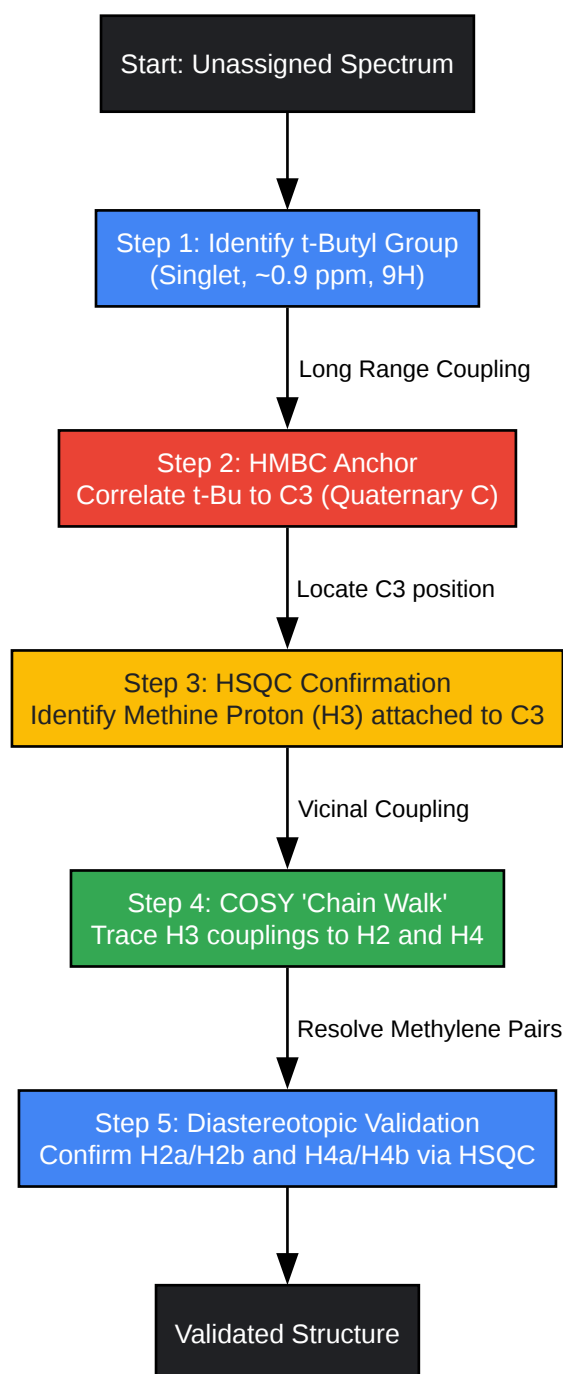 Start: Unassigned Spectrum
Step 1: Identify t-Butyl Group
(Singlet, ~0.9 ppm, 9H)
Long Range Coupling
Step 2: HMBC Anchor
Correlate t-Bu to C3 (Quaternary C)
Locate C3 position
Step 3: HSQC Confirmation
Identify Methine Proton (H3) attached to C3
Vicinal Coupling
Step 4: COSY 'Chain Walk'
Trace H3 couplings to H2 and H4
Resolve Methylene Pairs
Step 5: Diastereotopic Validation
Confirm H2a/H2b and H4a/H4b via HSQC
Validated Structure